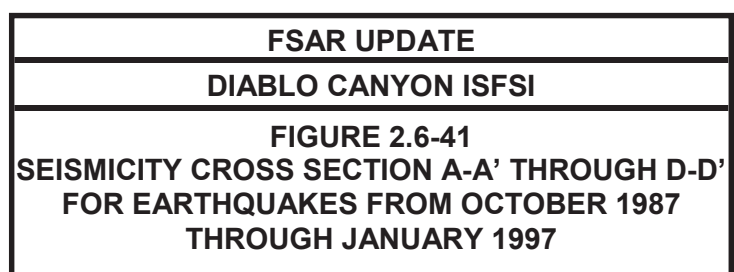 FSAR UPDATE
DIABLO CANYON ISFSI
FIGURE 2.6-41
SEISMICITY CROSS SECTION A-A' THROUGH D-D'
FOR EARTHQUAKES FROM OCTOBER 1987
THROUGH JANUARY 1997